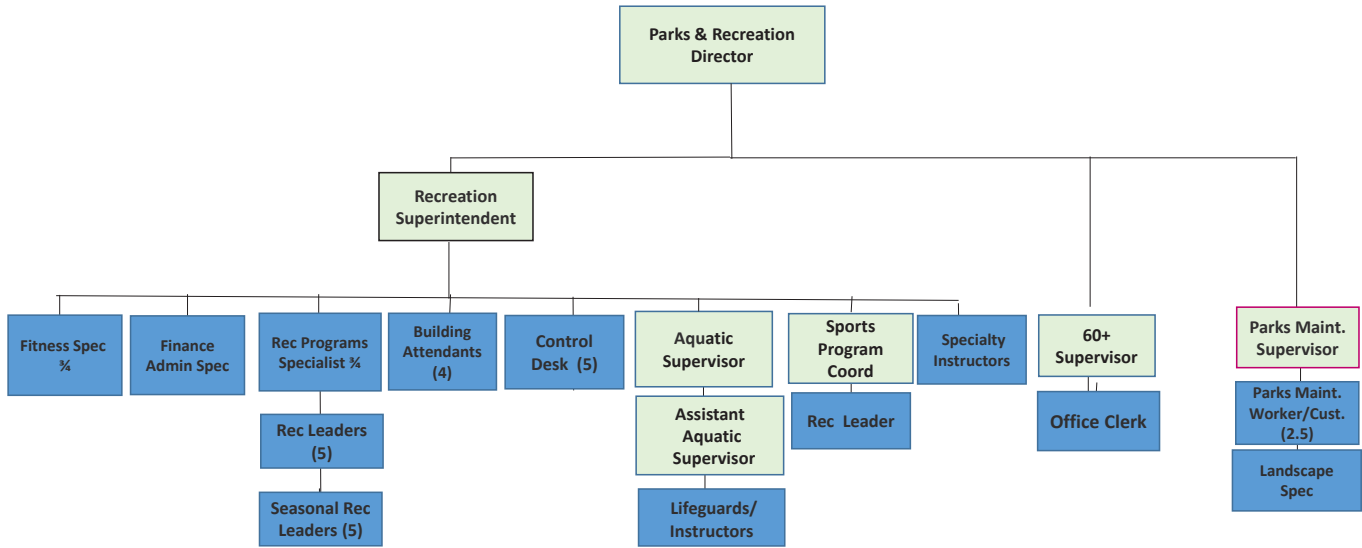 Parks & Recreation
Director
Recreation
Superintendent
Fitness Spec
¾
Finance
Admin Spec
Rec Programs
Specialist ¾
Building
Attendants
(4)
Control
Desk (5)
Aquatic
Supervisor
Sports
Program
Coord
Specialty
Instructors
60+
Supervisor
Parks Maint.
Supervisor
Rec Leaders
(5)
Assistant
Aquatic
Supervisor
Rec Leader
Office Clerk
Parks Maint.
Worker/Cust.
(2.5)
Seasonal Rec
Leaders (5)
Lifeguards/
Instructors
Landscape
Spec